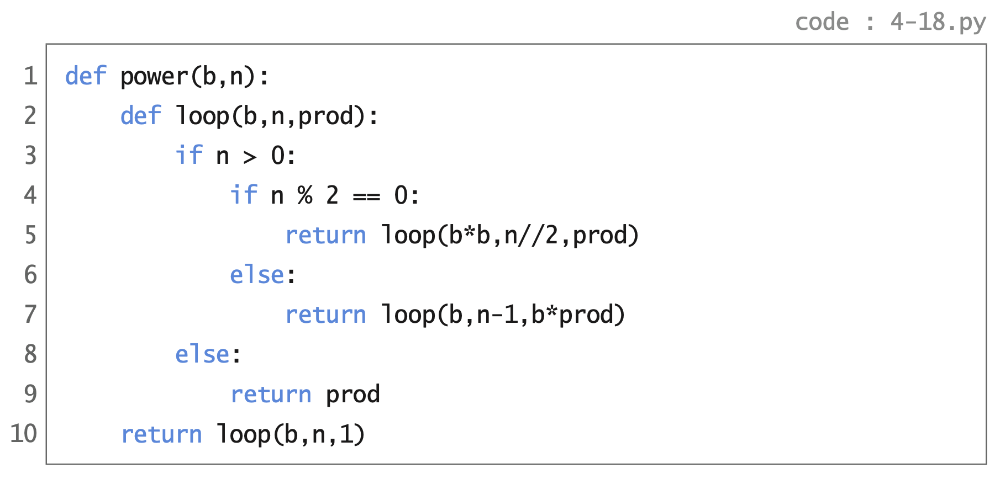 code : 4-18.py
1 def power(b,n):
2     def loop(b,n,prod):
3         if n > 0:
4             if n % 2 == 0:
5                 return loop(b*b,n//2,prod)
6             else:
7                 return loop(b,n-1,b*prod)
8         else:
9             return prod
10     return loop(b,n,1)